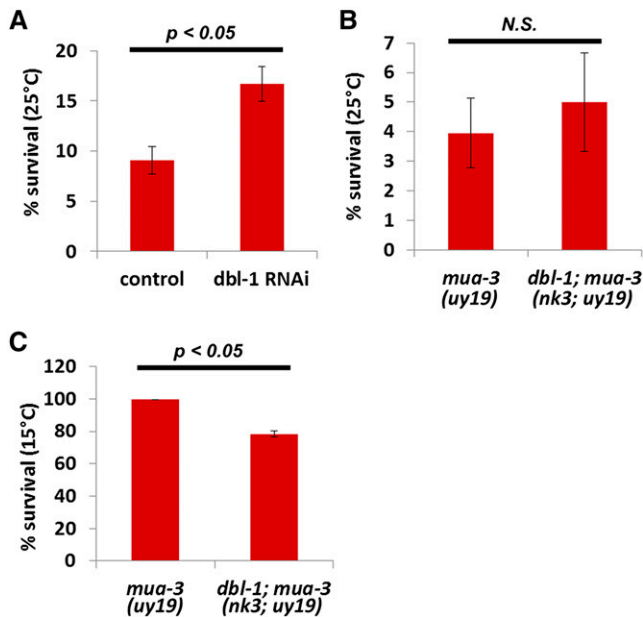 A
p < 0.05
% survival (25°C)
20
15
10
5
0
control
dbl-1 RNAi
B
N.S.
% survival (25°C)
7
6
5
4
3
2
1
0
mua-3
(uy19)
dbl-1; mua-3
(nk3; uy19)
C
p < 0.05
% survival (15°C)
120
100
80
60
40
20
0
mua-3
(uy19)
dbl-1; mua-3
(nk3; uy19)